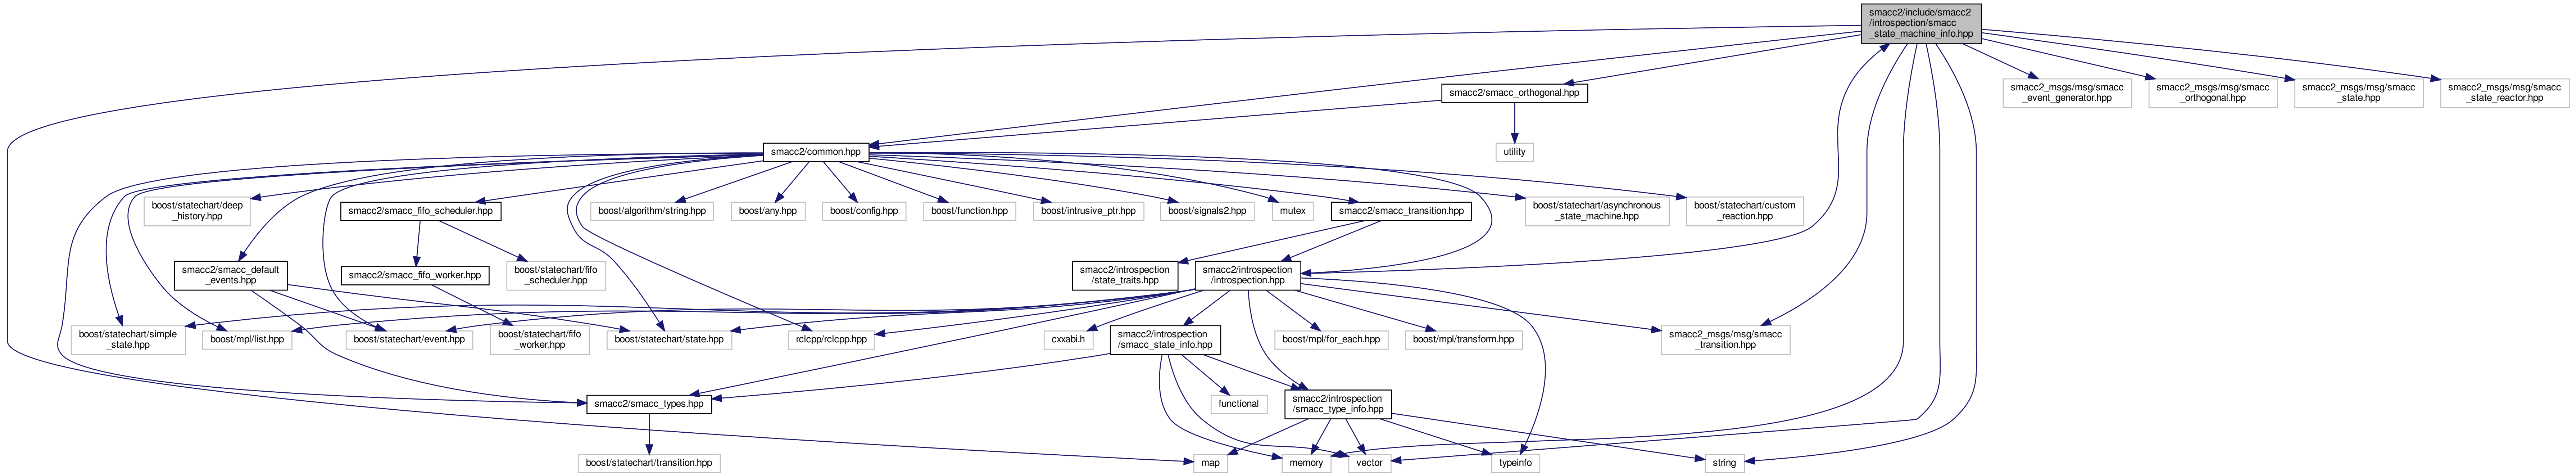 smacc2/include/smacc2
/introspection/smacc
_state_machine_info.hpp
smacc2/smacc_orthogonal.hpp
smacc2_msgs/msg/smacc
_event_generator.hpp
smacc2_msgs/msg/smacc
_orthogonal.hpp
smacc2_msgs/msg/smacc
_state.hpp
smacc2_msgs/msg/smacc
_state_reactor.hpp
smacc2/common.hpp
utility
boost/statechart/deep
_history.hpp
smacc2/smacc_fifo_scheduler.hpp
boost/algorithm/string.hpp
boost/any.hpp
boost/config.hpp
boost/function.hpp
boost/intrusive_ptr.hpp
boost/signals2.hpp
mutex
smacc2/smacc_transition.hpp
boost/statechart/asynchronous
_state_machine.hpp
boost/statechart/custom
_reaction.hpp
smacc2/smacc_default
_events.hpp
smacc2/smacc_fifo_worker.hpp
boost/statechart/fifo
_scheduler.hpp
smacc2/introspection
/state_traits.hpp
smacc2/introspection
/introspection.hpp
boost/statechart/simple
_state.hpp
boost/mpl/list.hpp
boost/statechart/event.hpp
boost/statechart/fifo
_worker.hpp
boost/statechart/state.hpp
rclcpp/rclcpp.hpp
cxxabi.h
smacc2/introspection
/smacc_state_info.hpp
boost/mpl/for_each.hpp
boost/mpl/transform.hpp
smacc2_msgs/msg/smacc
_transition.hpp
smacc2/smacc_types.hpp
functional
smacc2/introspection
/smacc_type_info.hpp
boost/statechart/transition.hpp
map
memory
vector
typeinfo
string